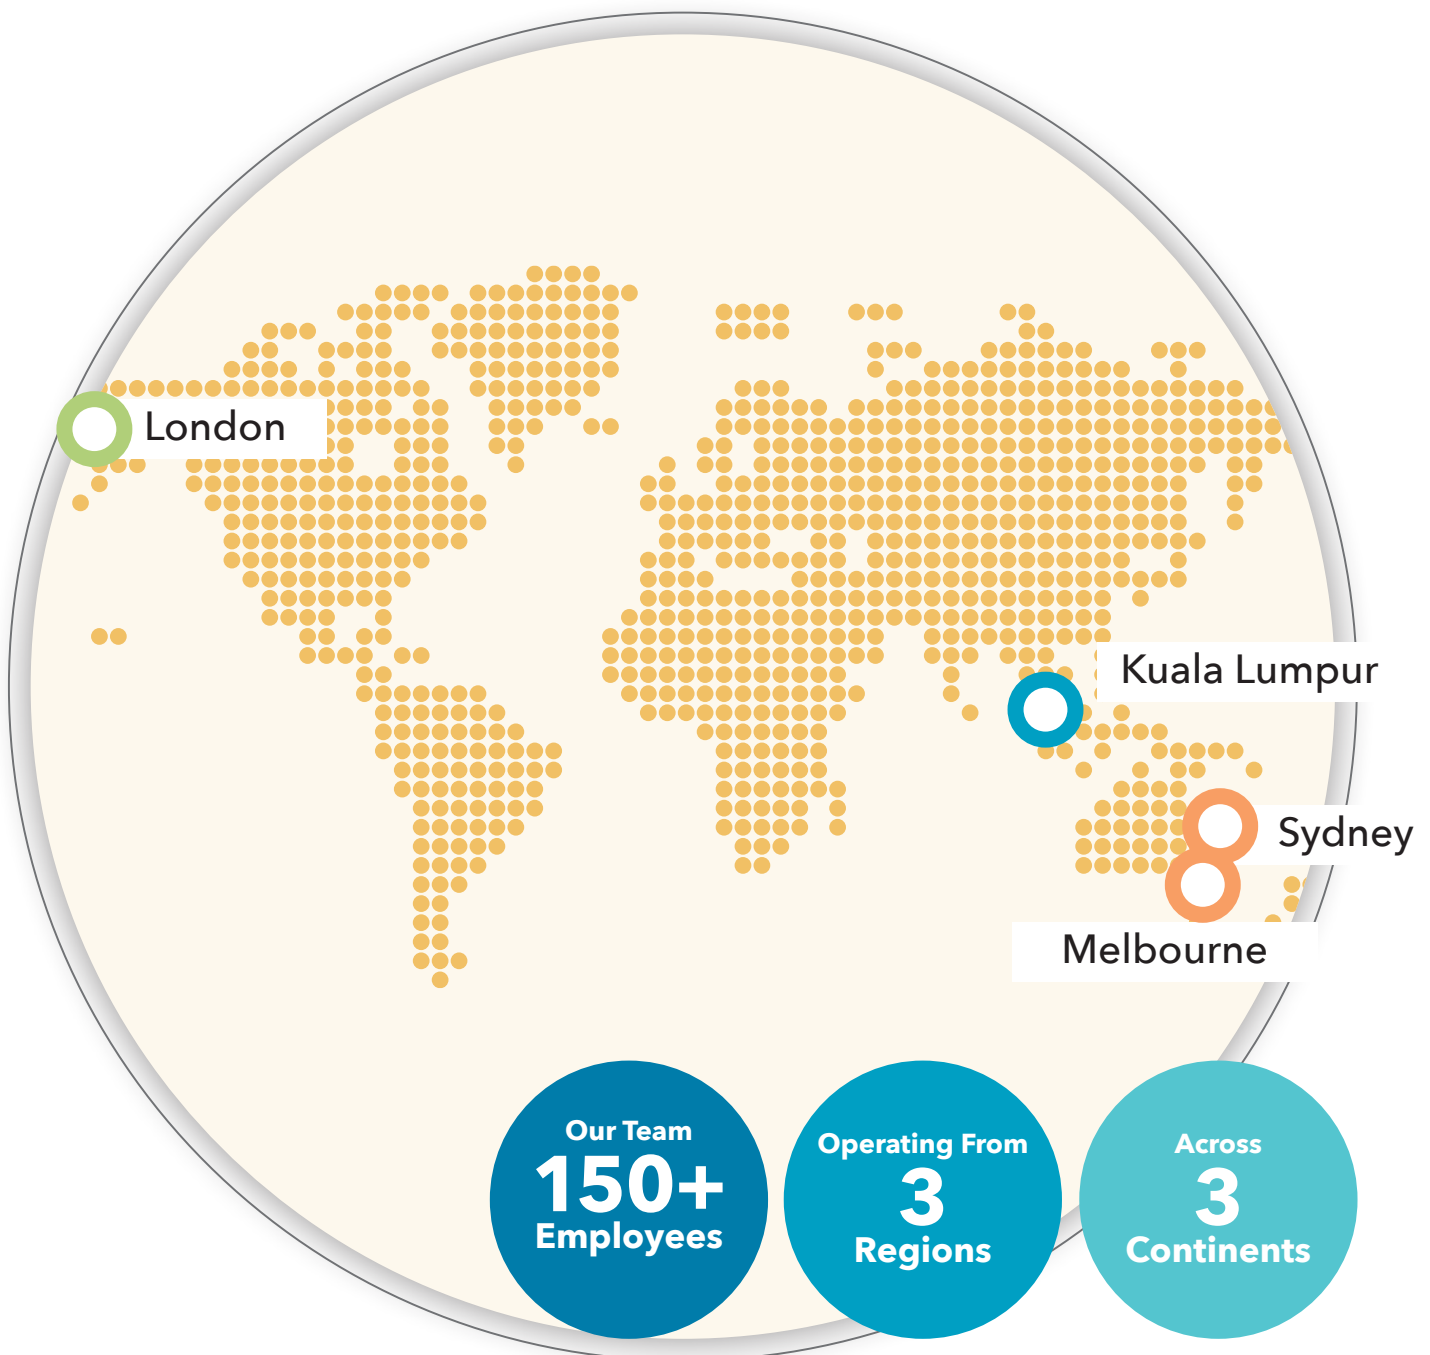 London
Kuala Lumpur
Sydney
Melbourne
Our Team
150+
Employees
Operating From
3
Regions
Across
3
Continents